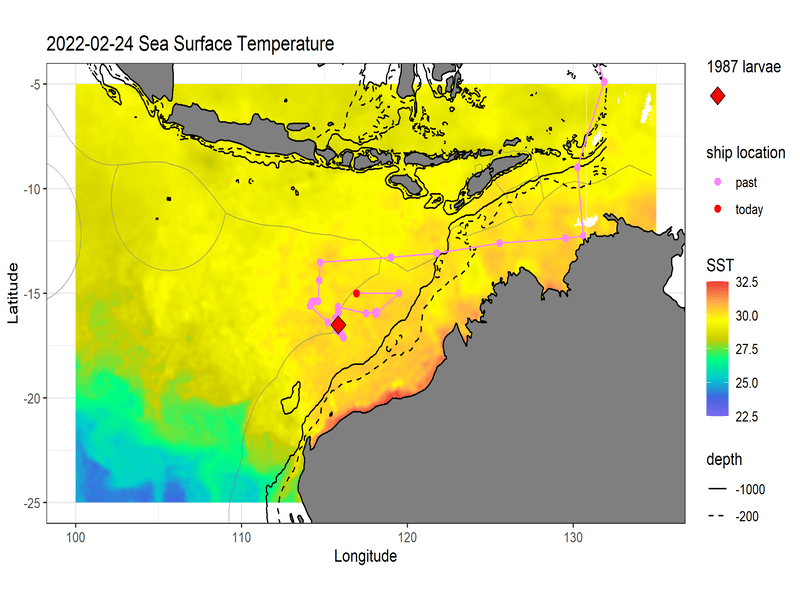 2022-02-24 Sea Surface Temperature
-5
-10
-15
-20
-25
Latitude
100
110
120
130
Longitude
1987 larvae
ship location
past
today
SST
32.5
30.0
27.5
25.0
22.5
depth
-1000
-200